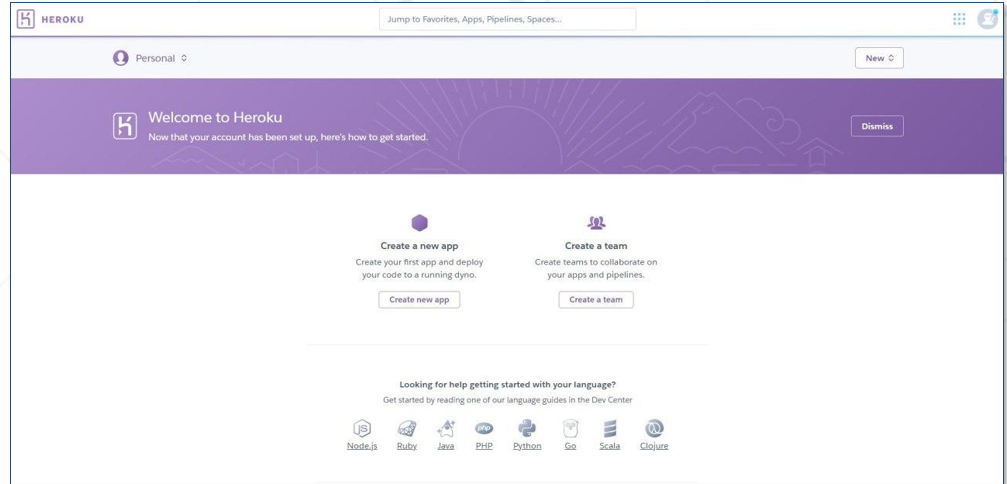 HEROKU
Jump to Favorites, Apps, Pipelines, Spaces...
Personal
New
Welcome to Heroku
Now that your account has been set up, here's how to get started.
Dismiss
Create a new app
Create your first app and deploy
your code to a running dyno.
Create new app
Create a team
Create teams to collaborate on
your apps and pipelines.
Create a team
Looking for help getting started with your language?
Get started by reading one of our language guides in the Dev Center
JS
php
Node.js Ruby Java PHP Python Go Scala Clojure